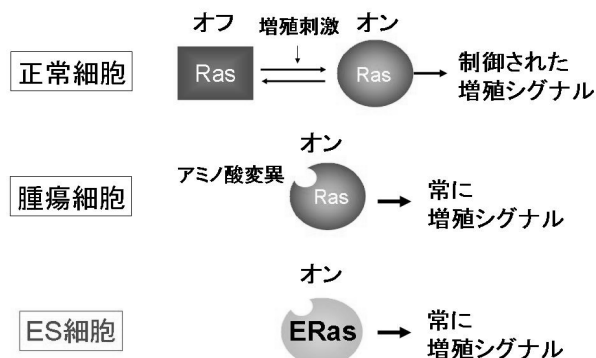 オフ 増殖刺激 オン
正常細胞 Ras Ras 制御された
増殖シグナル
オン
アミノ酸変異
腫瘍細胞 Ras 常に
増殖シグナル
オン
ES細胞 ERas 常に
増殖シグナル